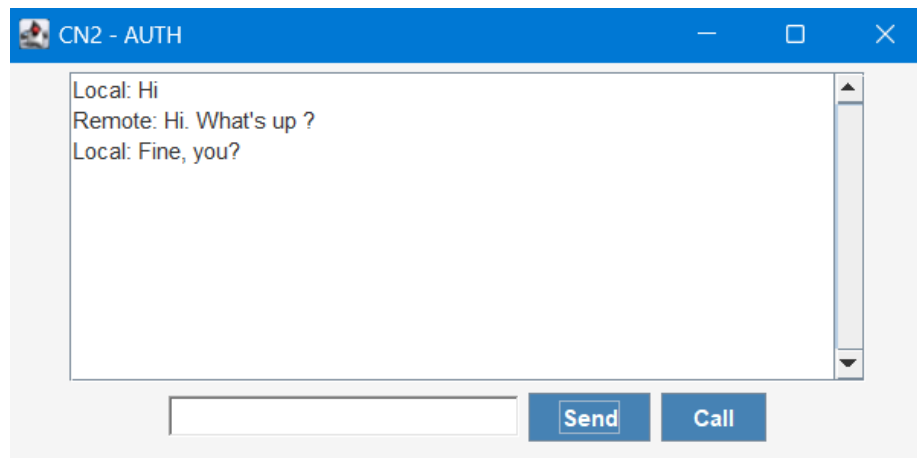 CN2 - AUTH
Local: Hi
Remote: Hi. What's up ?
Local: Fine, you?
Send Call